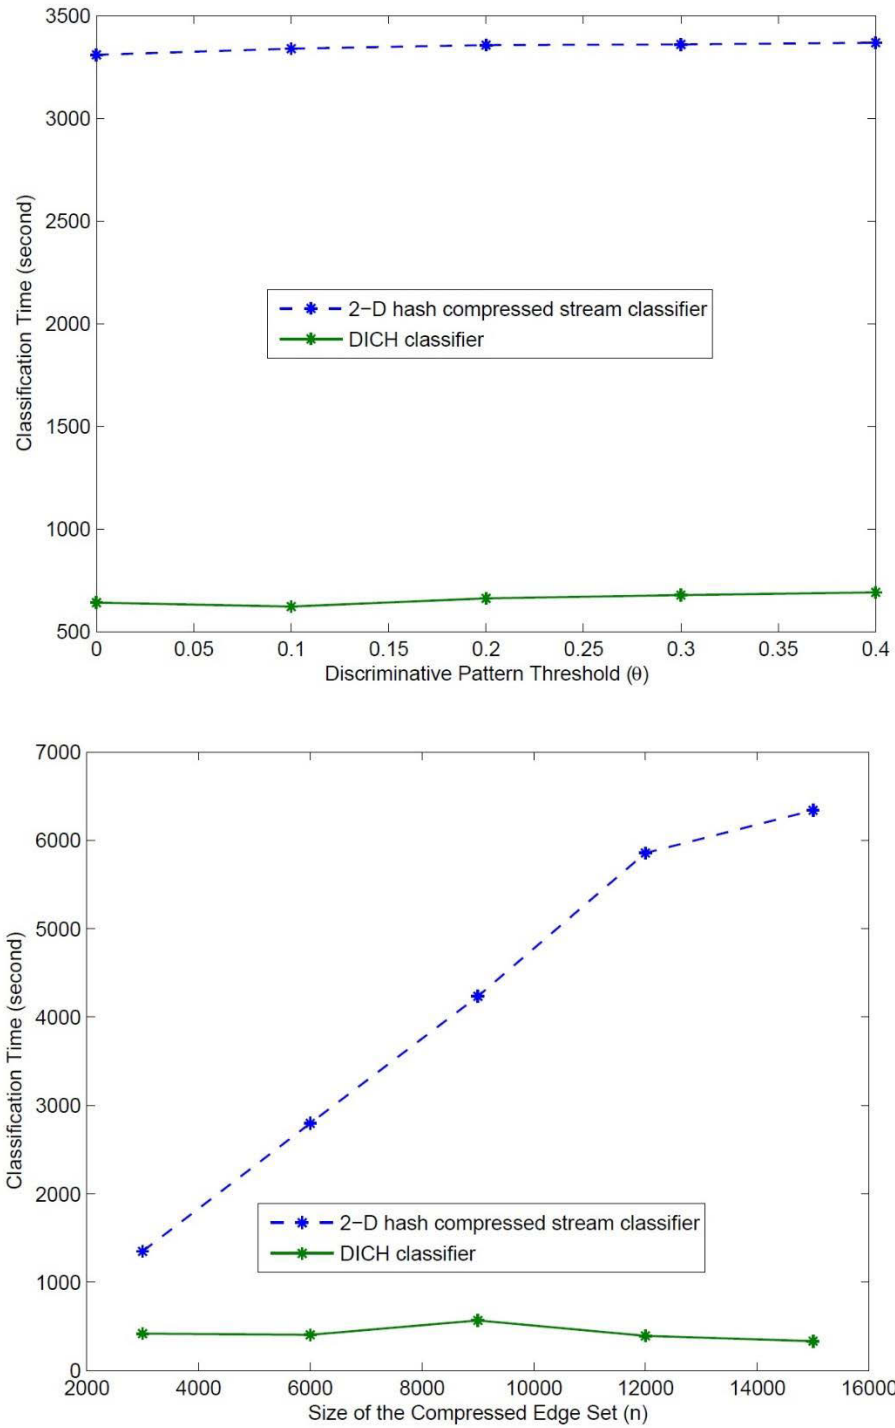 3500
3000
2500
2000
1500
1000
500
Classification Time (second)
2−D hash compressed stream classifier
DICH classifier
0 0.05 0.1 0.15 0.2 0.25 0.3 0.35 0.4
Discriminative Pattern Threshold (θ)
7000
6000
5000
4000
3000
2000
1000
0
Classification Time (second)
2−D hash compressed stream classifier
DICH classifier
2000 4000 6000 8000 10000 12000 14000 16000
Size of the Compressed Edge Set (n)